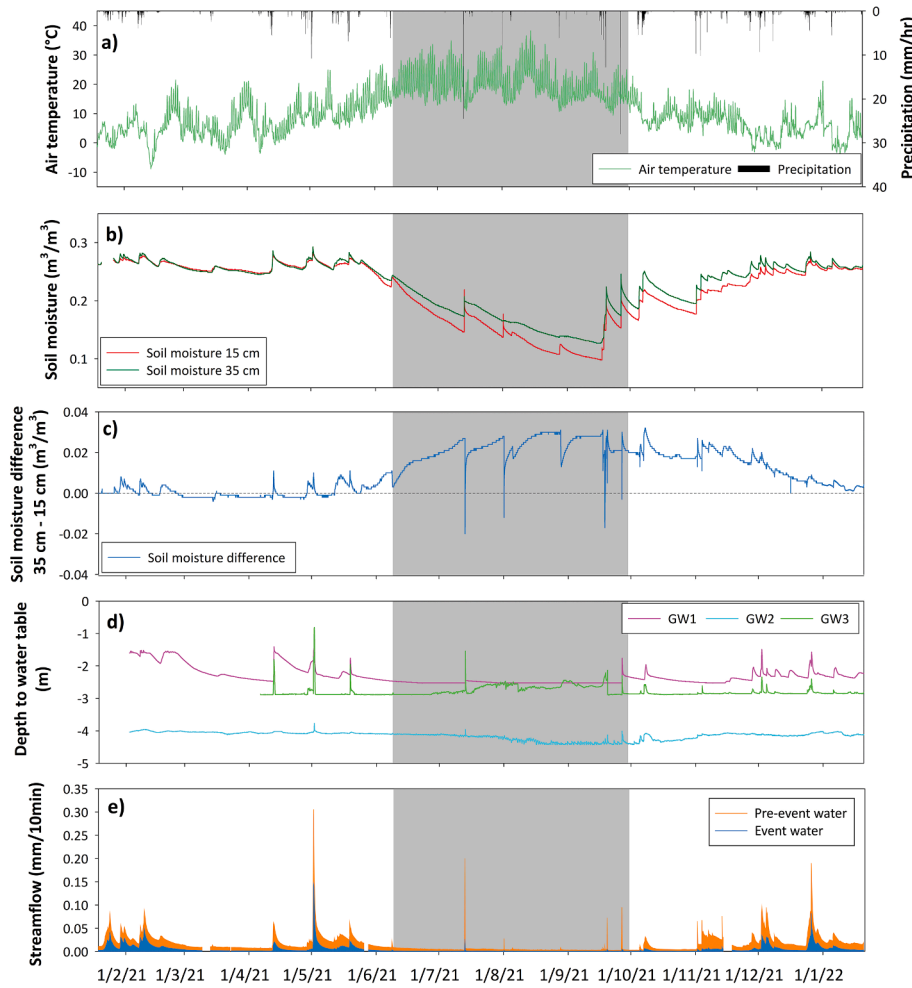 a)
Air temperature (°C)
40
30
20
10
0
-10
0
10
20
30
40
Precipitation (mm/hr)
Air temperature
Precipitation
b)
Soil moisture (m³/m³)
0.3
0.2
0.1
Soil moisture 15 cm
Soil moisture 35 cm
c)
Soil moisture difference
35 cm - 15 cm (m³/m³)
0.04
0.02
0.00
-0.02
-0.04
Soil moisture difference
d)
Depth to water table
(m)
0
-1
-2
-3
-4
-5
GW1 GW2 GW3
e)
Streamflow (mm/10min)
0.35
0.30
0.25
0.20
0.15
0.10
0.05
0.00
Pre-event water
Event water
1/2/21 1/3/21 1/4/21 1/5/21 1/6/21 1/7/21 1/8/21 1/9/21 1/10/21 1/11/21 1/12/21 1/1/22